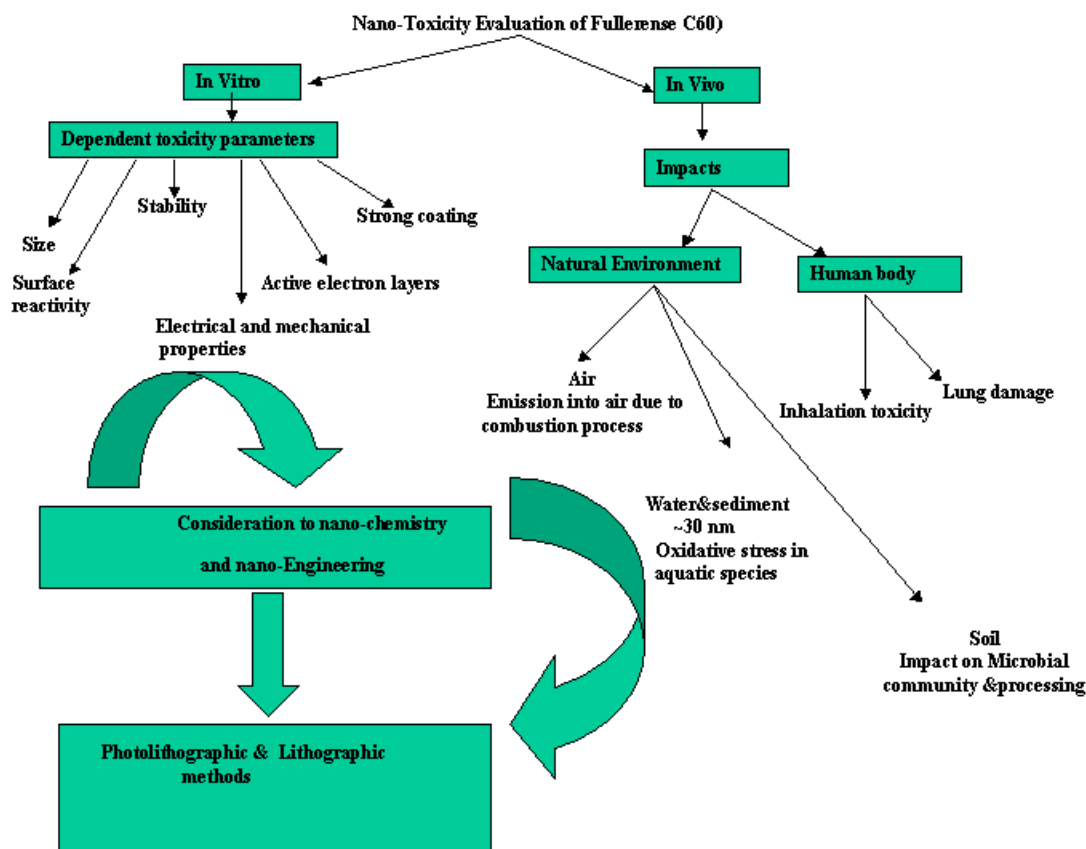 Nano-Toxicity Evaluation of Fullerense C60)
In Vitro
In Vivo
Dependent toxicity parameters
Impacts
Size
Surface
reactivity
Stability
Electrical and mechanical
properties
Active electron layers
Strong coating
Natural Environment
Human body
Air
Emission into air due to
combustion process
Inhalation toxicity
Lung damage
Water&sediment
~30 nm
Oxidative stress in
aquatic species
Soil
Impact on Microbial
community &processing
Consideration to nano-chemistry
and nano-Engineering
Photolithographic & Lithographic
methods